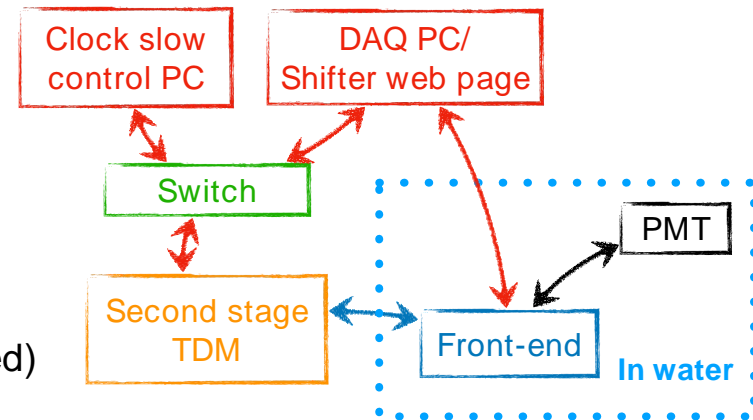 Clock slow
control PC
DAQ PC/
Shifter web page
Switch
PMT
Second stage
TDM
Front-end
In water
ed)